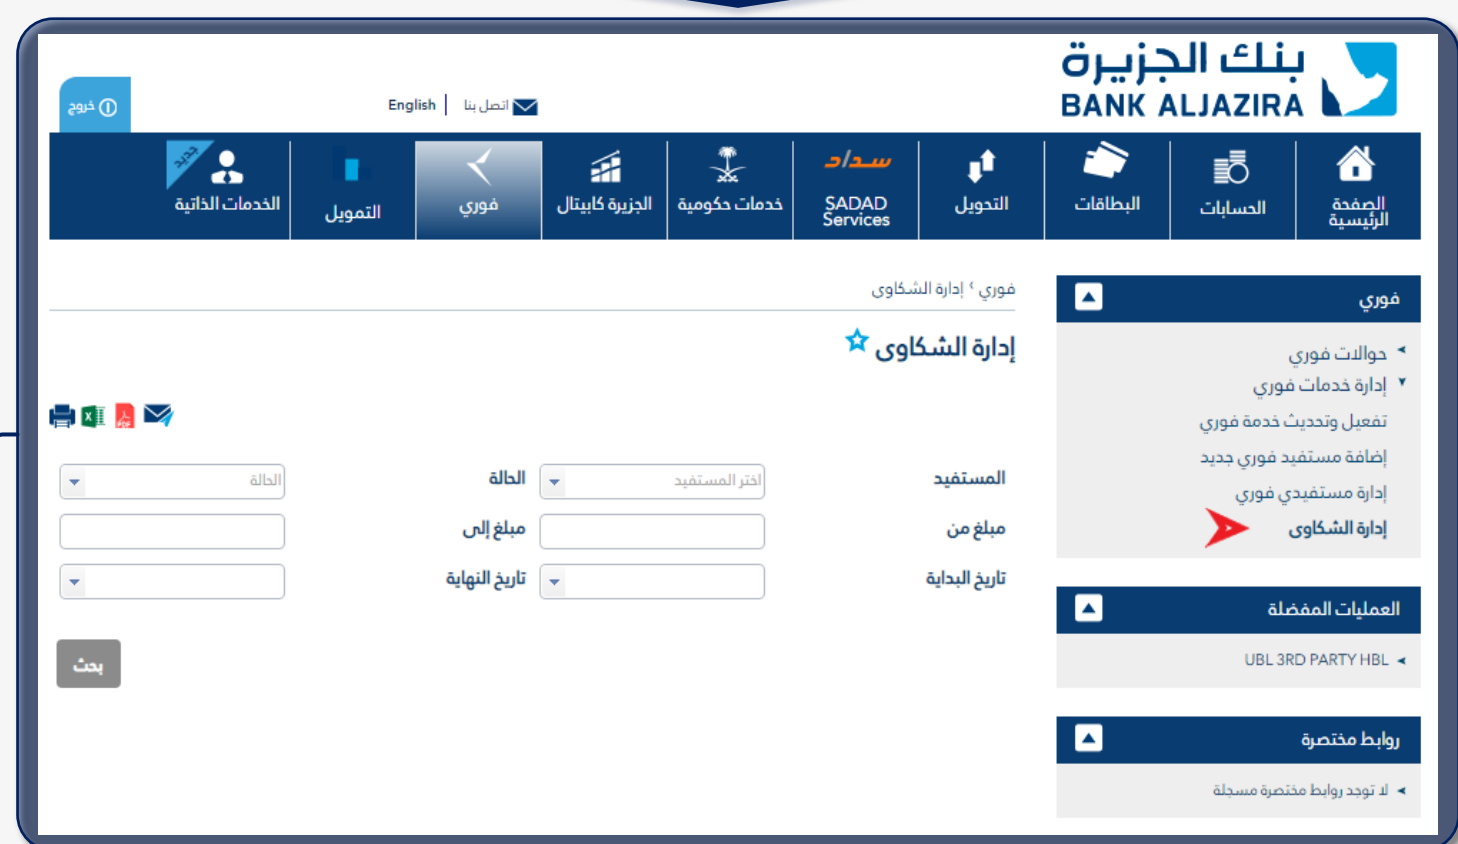 بنك الجزيرة
BANK ALJAZIRA
اتصل بنا
English
خروج
الصفحة
الرئيسية
الحسابات
البطاقات
التحويل
سداد
SADAD
Services
خدمات حكومية
الجزيرة كابيتال
فوري
التمويل
جديد
الخدمات الذاتية
فوري
حوالات فوري
إدارة خدمات فوري
تفعيل وتحديث خدمة فوري
إضافة مستفيد فوري جديد
إدارة مستفيدي فوري
إدارة الشكاوى
العمليات المفضلة
UBL 3RD PARTY HBL
روابط مختصرة
لا توجد روابط مختصرة مسجلة
فوري › إدارة الشكاوى
إدارة الشكاوى
PDF
المستفيد اختر المستفيد الحالة الحالة
مبلغ من مبلغ إلى
تاريخ البداية تاريخ النهاية
بحث